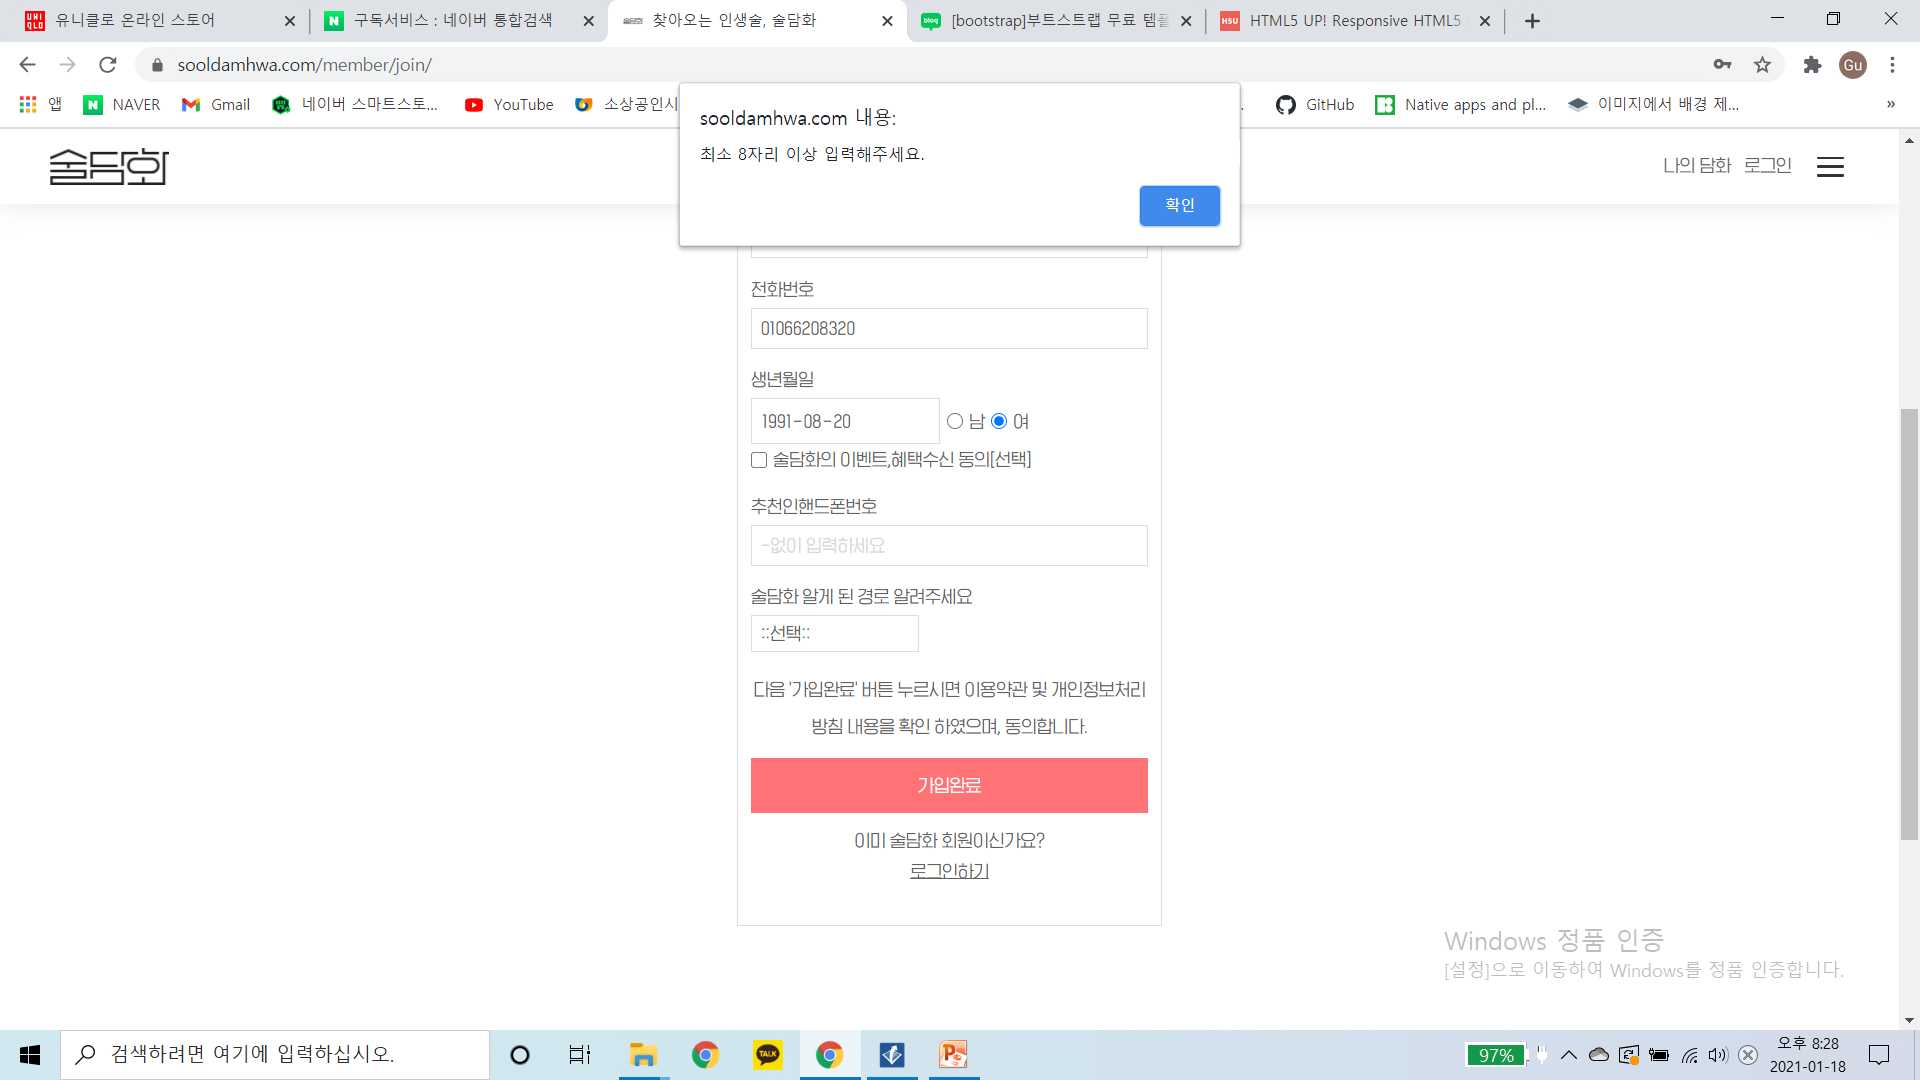 유니클로 온라인 스토어
구독서비스 : 네이버 통합검색
찾아오는 인생술, 술담화
[bootstrap]부트스트랩 무료 템플
HTML5 UP! Responsive HTML5
sooldamhwa.com/member/join/
Gu
앱
NAVER
Gmail
네이버 스마트스토...
YouTube
소상공인시
GitHub
Native apps and pl...
이미지에서 배경 제...
»
sooldamhwa.com 내용:
최소 8자리 이상 입력해주세요.
확인
술담화
나의 담화 로그인
전화번호
01066208320
생년월일
1991-08-20
남
여
술담화의 이벤트,혜택수신 동의[선택]
추천인핸드폰번호
-없이 입력하세요
술담화 알게 된 경로 알려주세요
::선택::
다음 '가입완료' 버튼 누르시면 이용약관 및 개인정보처리
방침 내용을 확인 하였으며, 동의합니다.
가입완료
이미 술담화 회원이신가요?
로그인하기
Windows 정품 인증
[설정]으로 이동하여 Windows를 정품 인증합니다.
검색하려면 여기에 입력하십시오.
TALK
97%
오후 8:28
2021-01-18